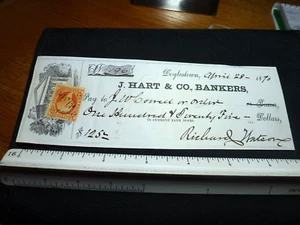 Doylestown, April 28 - 1870
J. HART & CO., BANKERS,
Pay to J. W. Conrad or order
One Hundred & Twenty Five - Dollars,
$125 - Richard Watson